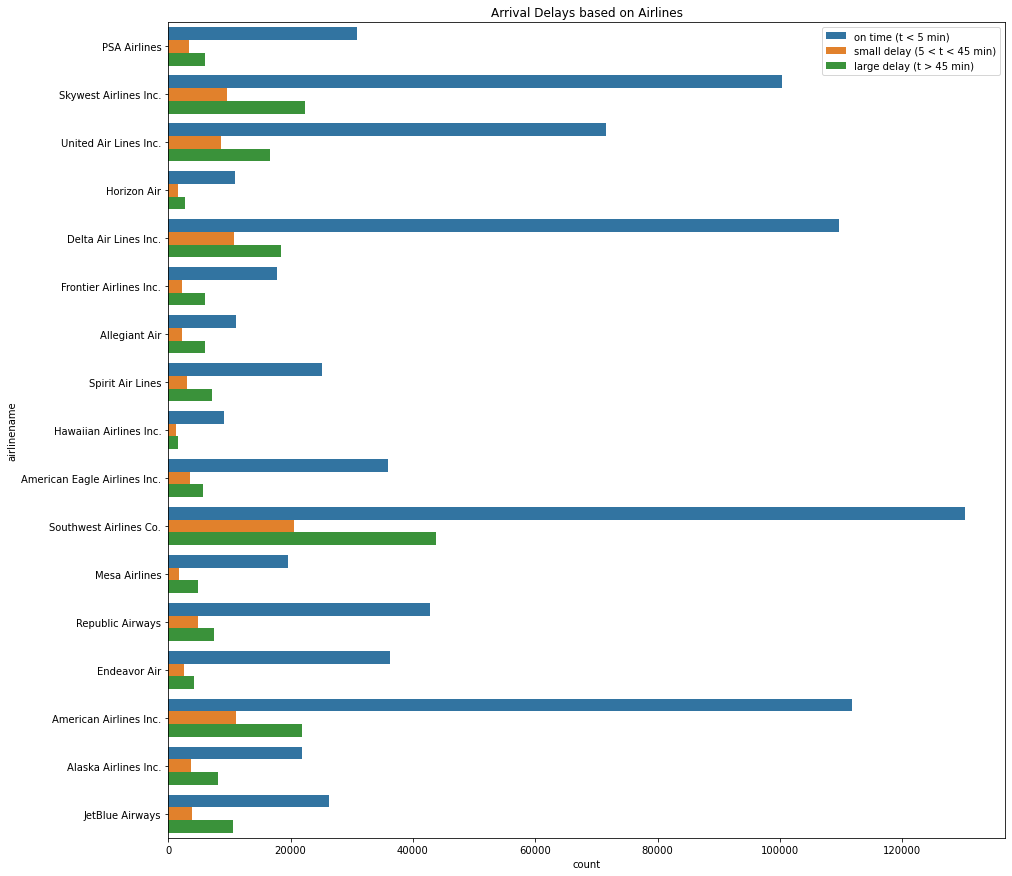 Arrival Delays based on Airlines
on time (t < 5 min)
small delay (5 < t < 45 min)
large delay (t > 45 min)
airlinename
PSA Airlines
Skywest Airlines Inc.
United Air Lines Inc.
Horizon Air
Delta Air Lines Inc.
Frontier Airlines Inc.
Allegiant Air
Spirit Air Lines
Hawaiian Airlines Inc.
American Eagle Airlines Inc.
Southwest Airlines Co.
Mesa Airlines
Republic Airways
Endeavor Air
American Airlines Inc.
Alaska Airlines Inc.
JetBlue Airways
0 20000 40000 60000 80000 100000 120000
count